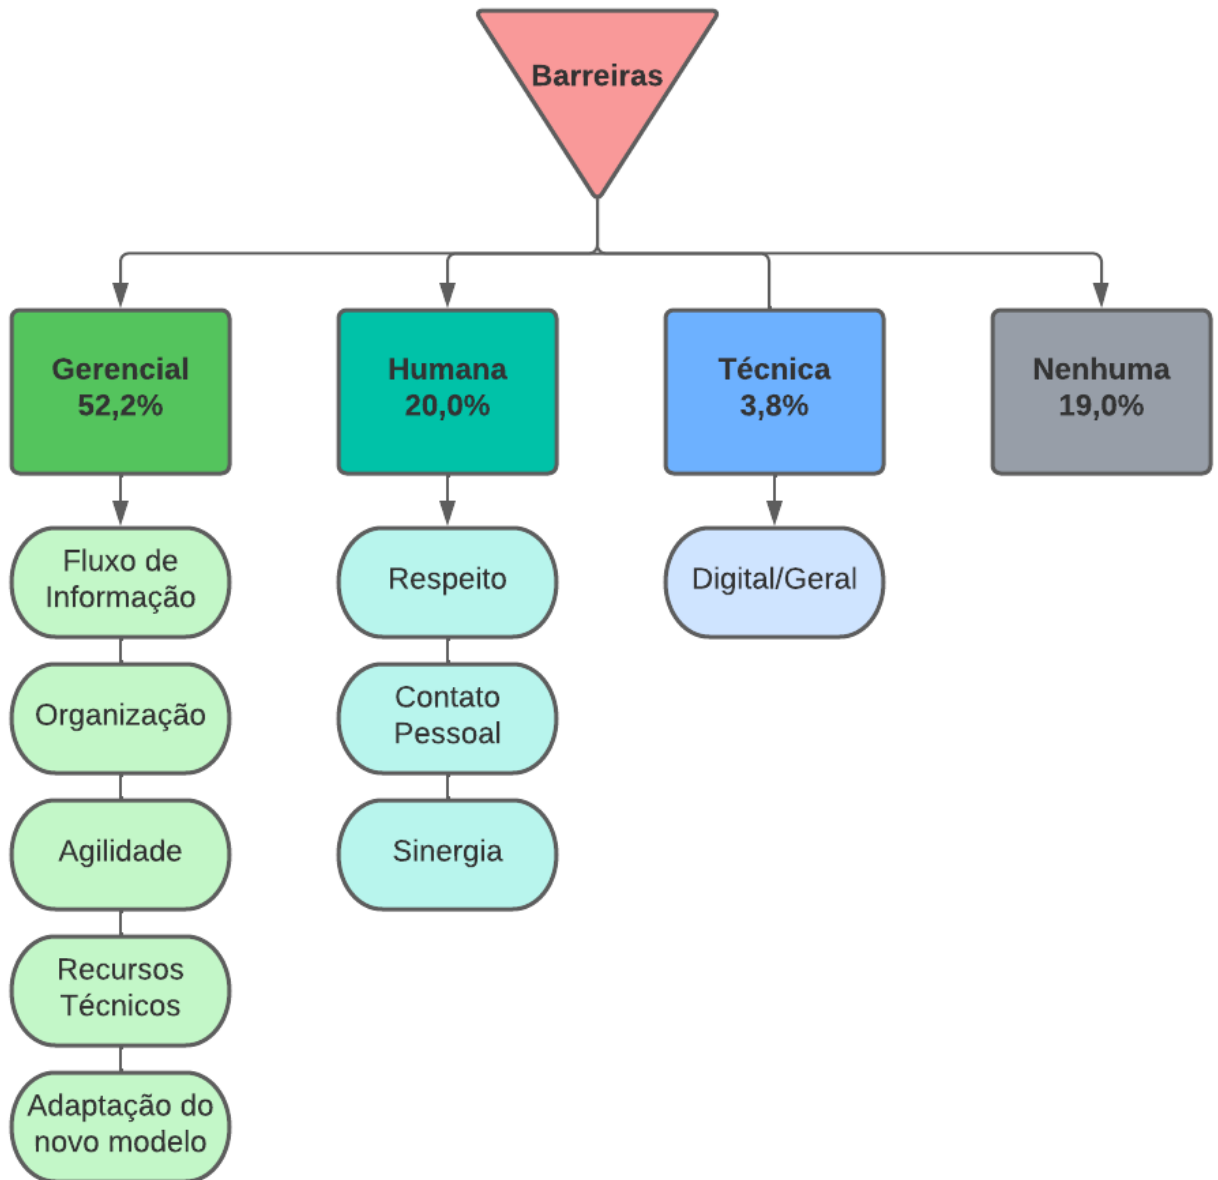 Barreiras
Gerencial
52,2%
Humana
20,0%
Técnica
3,8%
Nenhuma
19,0%
Fluxo de
Informação
Organização
Agilidade
Recursos
Técnicos
Adaptação do
novo modelo
Respeito
Contato
Pessoal
Sinergia
Digital/Geral